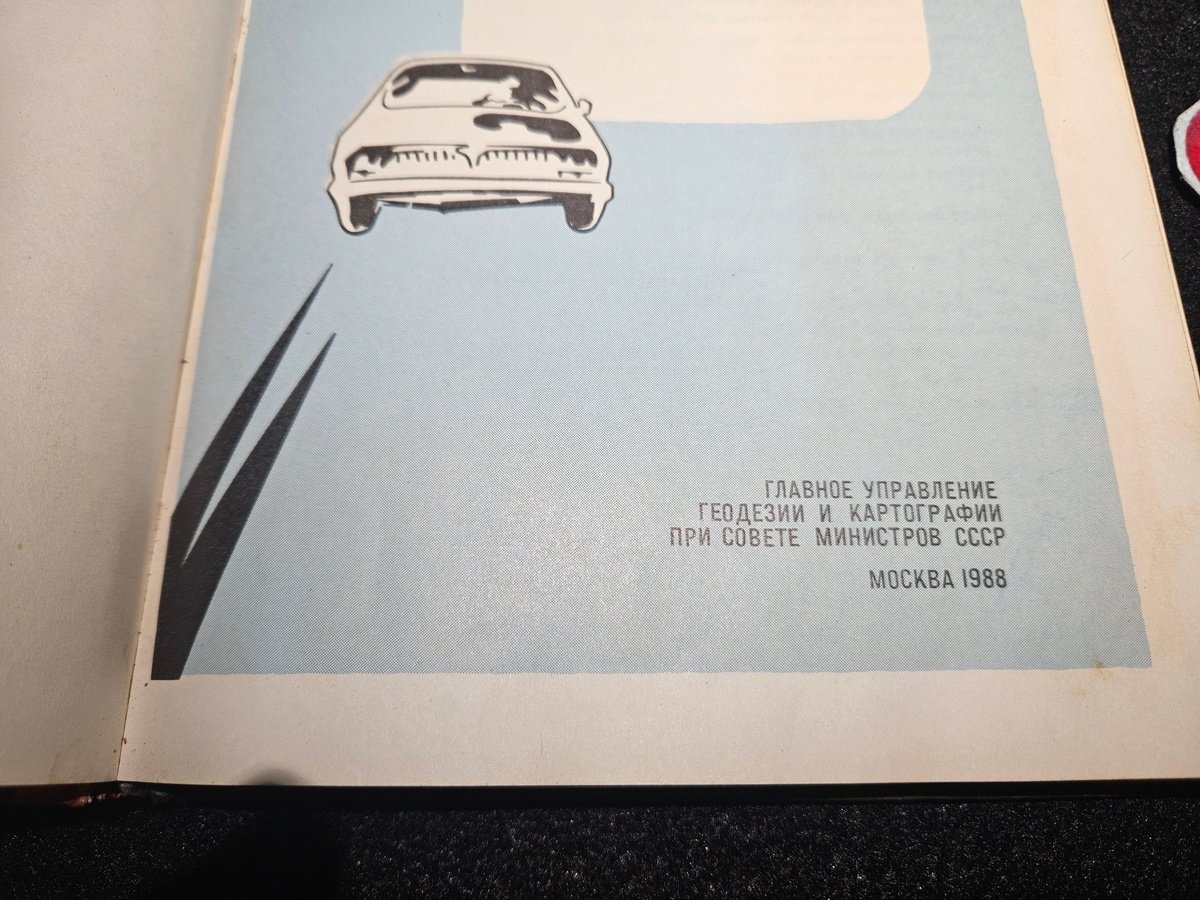 ГЛАВНОЕ УПРАВЛЕНИЕ
ГЕОДЕЗИИ И КАРТОГРАФИИ
ПРИ СОВЕТЕ МИНИСТРОВ СССР
МОСКВА 1988